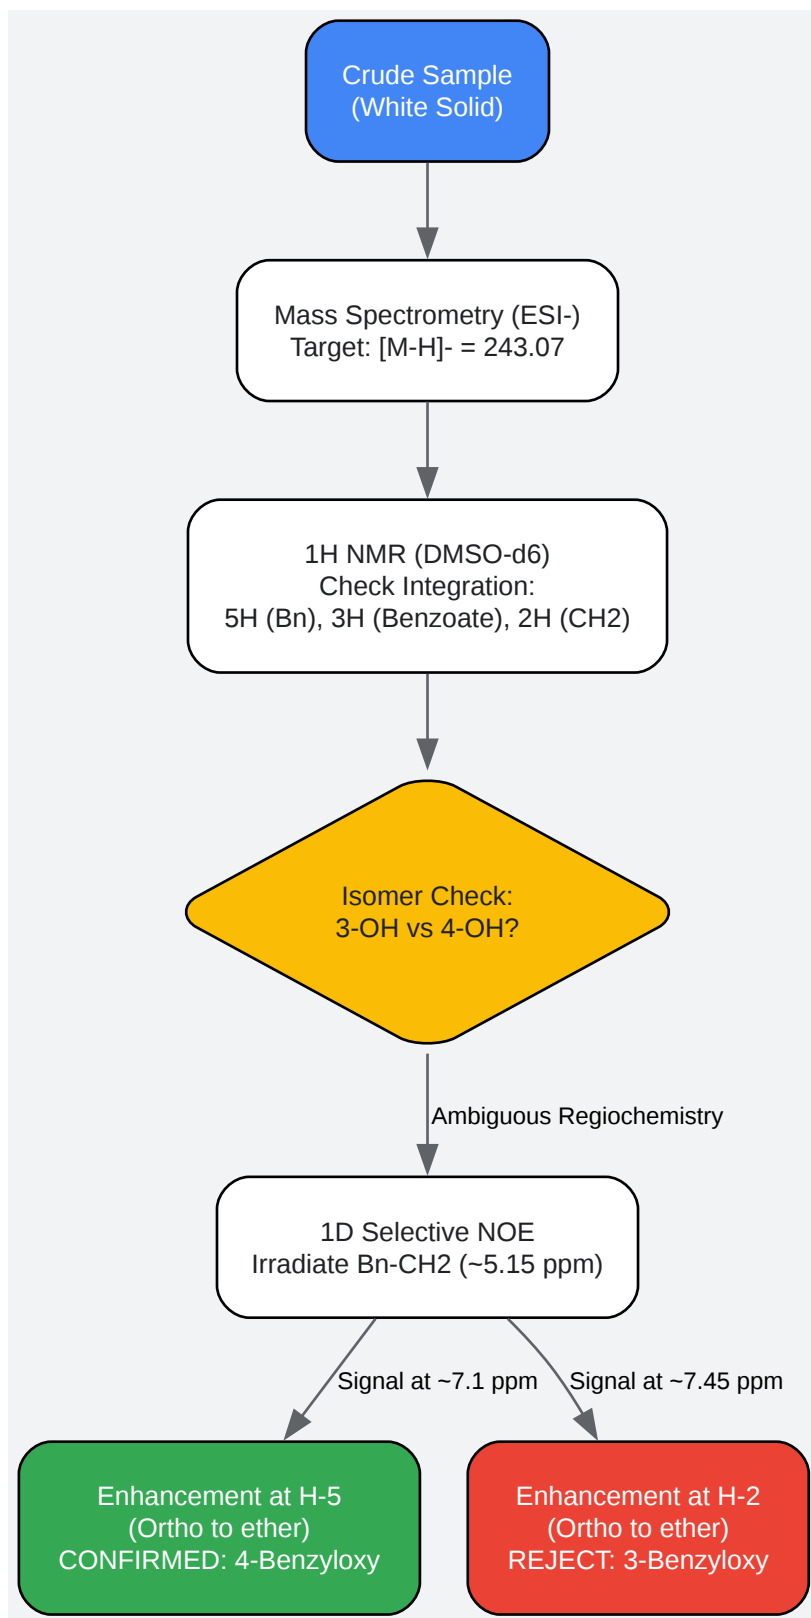 Crude Sample
(White Solid)
Mass Spectrometry (ESI-)
Target: [M-H]- = 243.07
1H NMR (DMSO-d6)
Check Integration:
5H (Bn), 3H (Benzoate), 2H (CH2)
Isomer Check:
3-OH vs 4-OH?
Ambiguous Regiochemistry
1D Selective NOE
Irradiate Bn-CH2 (~5.15 ppm)
Signal at ~7.1 ppm
Signal at ~7.45 ppm
Enhancement at H-5
(Ortho to ether)
CONFIRMED: 4-Benzyloxy
Enhancement at H-2
(Ortho to ether)
REJECT: 3-Benzyloxy